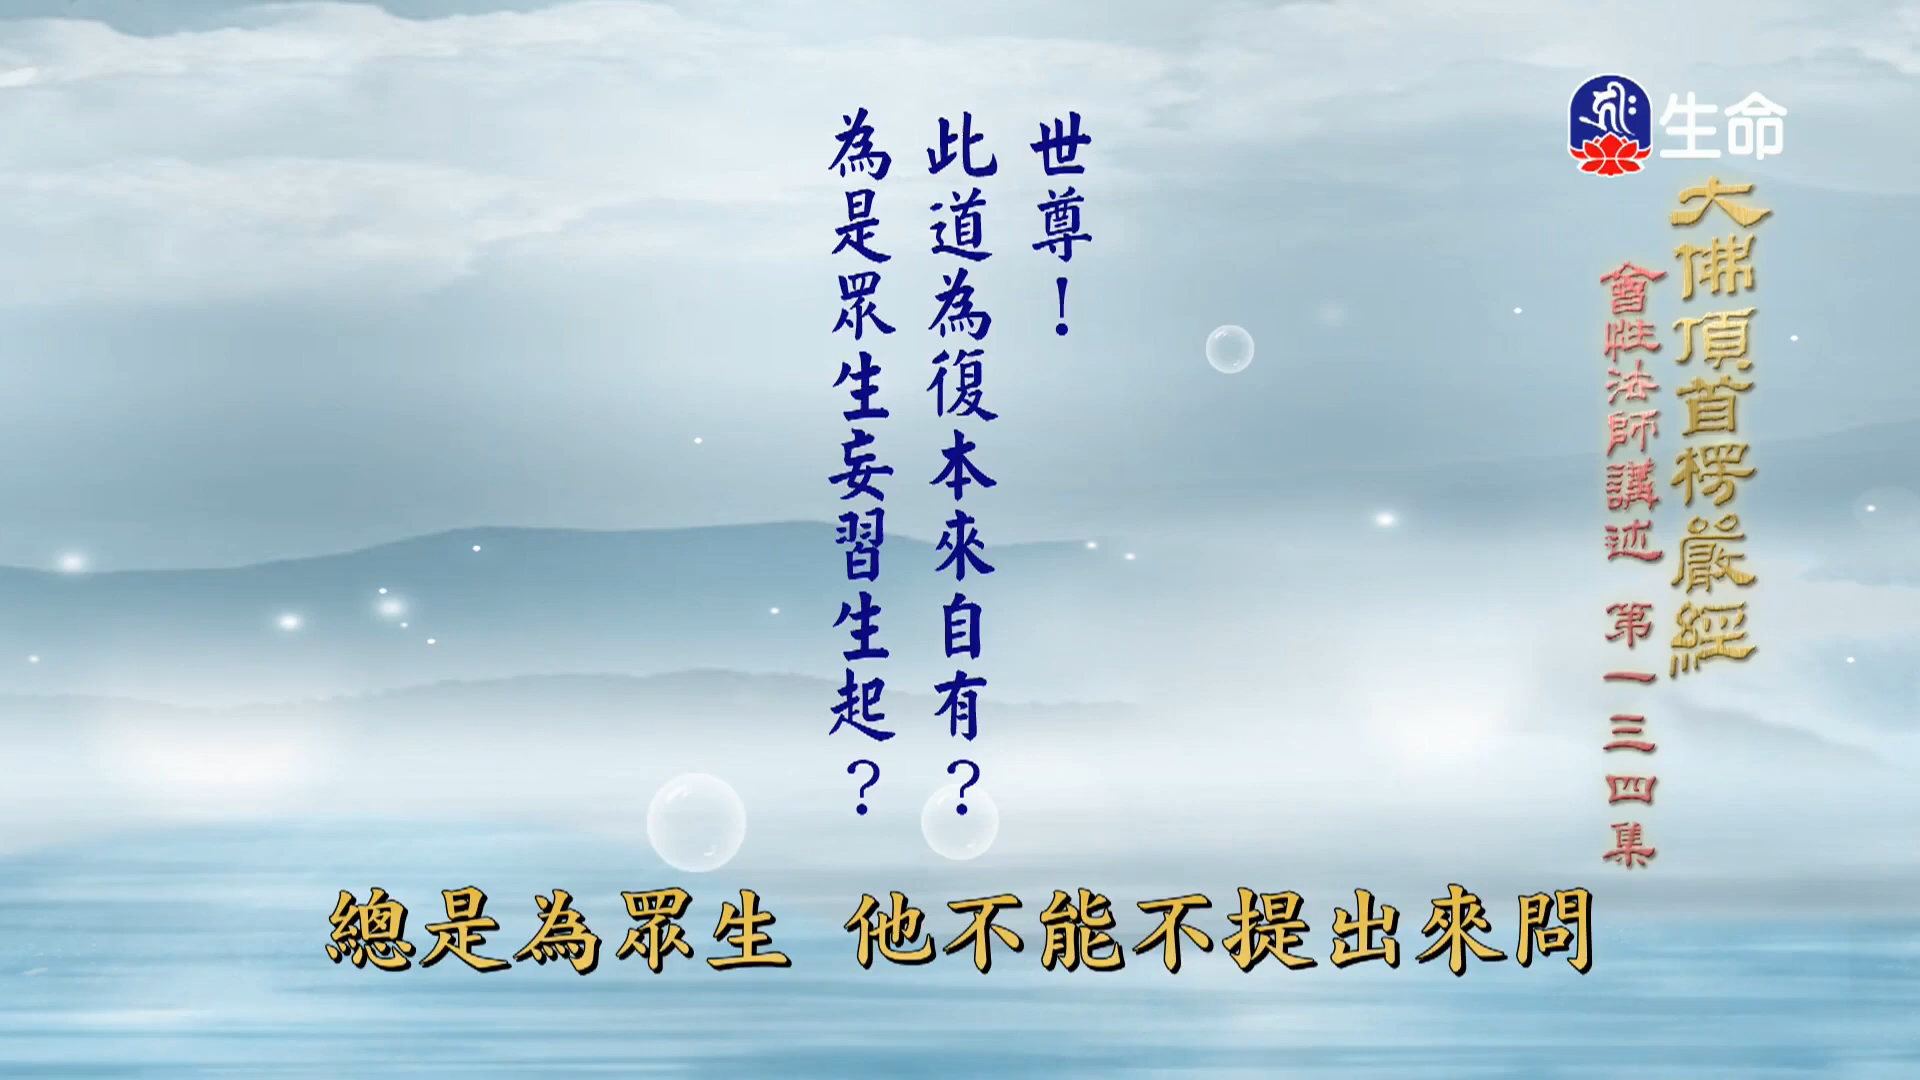 生命
大佛頂首楞嚴經
會性法師講述 第一三四集
世尊！
此道為復本來自有？
為是眾生妄習生起？
總是為眾生 他不能不提出來問